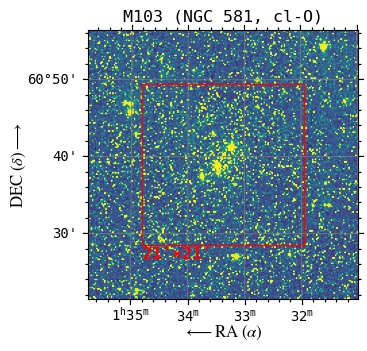 M103 (NGC 581, cl-O)
60°50'
40'
30'
DEC (δ) ⟶
21'×21'
1ʰ35ᵐ 34ᵐ 33ᵐ 32ᵐ
⟵ RA (α)